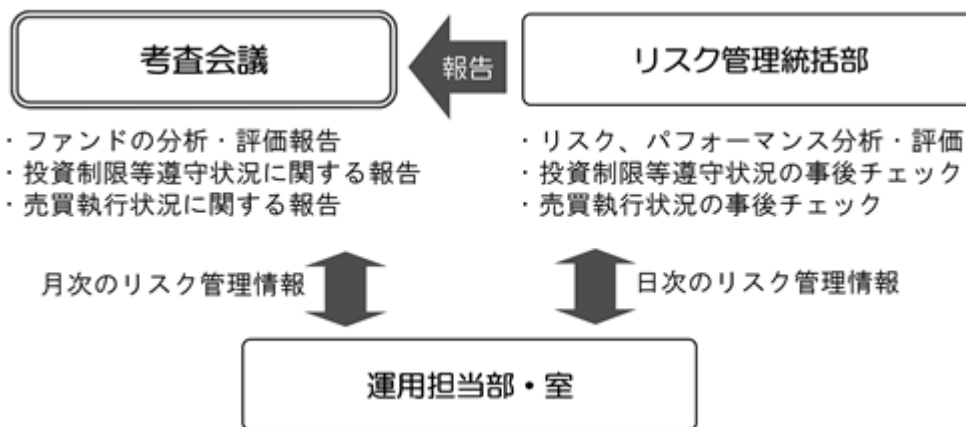 考査会議
報告
リスク管理統括部
・ファンドの分析・評価報告
・投資制限等遵守状況に関する報告
・売買執行状況に関する報告
・リスク、パフォーマンス分析・評価
・投資制限等遵守状況の事後チェック
・売買執行状況の事後チェック
月次のリスク管理情報
日次のリスク管理情報
運用担当部・室